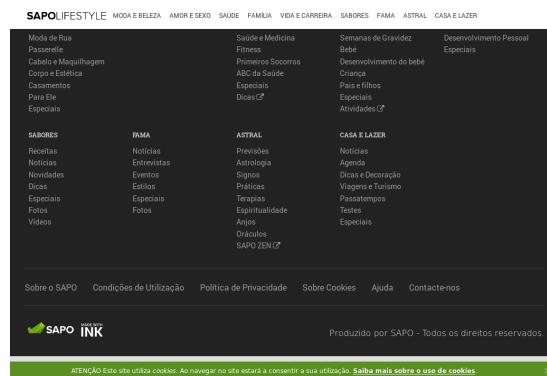 SAPOLIFESTYLE MODA E BELEZA AMOR E SEXO SAÚDE FAMÍLIA VIDA E CARREIRA SABORES FAMA ASTRAL CASA E LAZER
Moda de Rua
Passerelle
Cabelo e Maquilhagem
Corpo e Estética
Casamentos
Para Ele
Especiais
Saúde e Medicina
Fitness
Primeiros Socorros
ABC da Saúde
Especiais
Dicas
Semanas de Gravidez
Bebé
Desenvolvimento do bebé
Criança
Pais e filhos
Especiais
Atividades
Desenvolvimento Pessoal
Especiais
SABORES
Receitas
Notícias
Novidades
Dicas
Especiais
Fotos
Vídeos
FAMA
Notícias
Entrevistas
Eventos
Estilos
Especiais
Fotos
ASTRAL
Previsões
Astrologia
Signos
Práticas
Terapias
Espiritualidade
Anjos
Oráculos
SAPO ZEN
CASA E LAZER
Notícias
Agenda
Dicas e Decoração
Viagens e Turismo
Passatempos
Testes
Especiais
Sobre o SAPO Condições de Utilização Política de Privacidade Sobre Cookies Ajuda Contacte-nos
SAPO MADE WITH INK
Produzido por SAPO - Todos os direitos reservados.
ATENÇÃO Este site utiliza cookies. Ao navegar no site estará a consentir a sua utilização. Saiba mais sobre o uso de cookies.